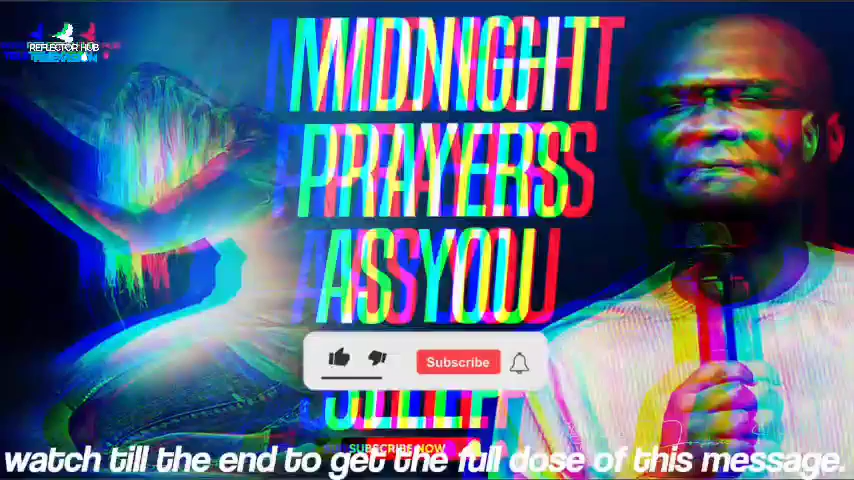 REFLECTOR HUB
MIDNIGHT
PRAYERS
AS YOU
Subscribe
SLEEP
SUBSCRIBE NOW
watch till the end to get the full dose of this message.